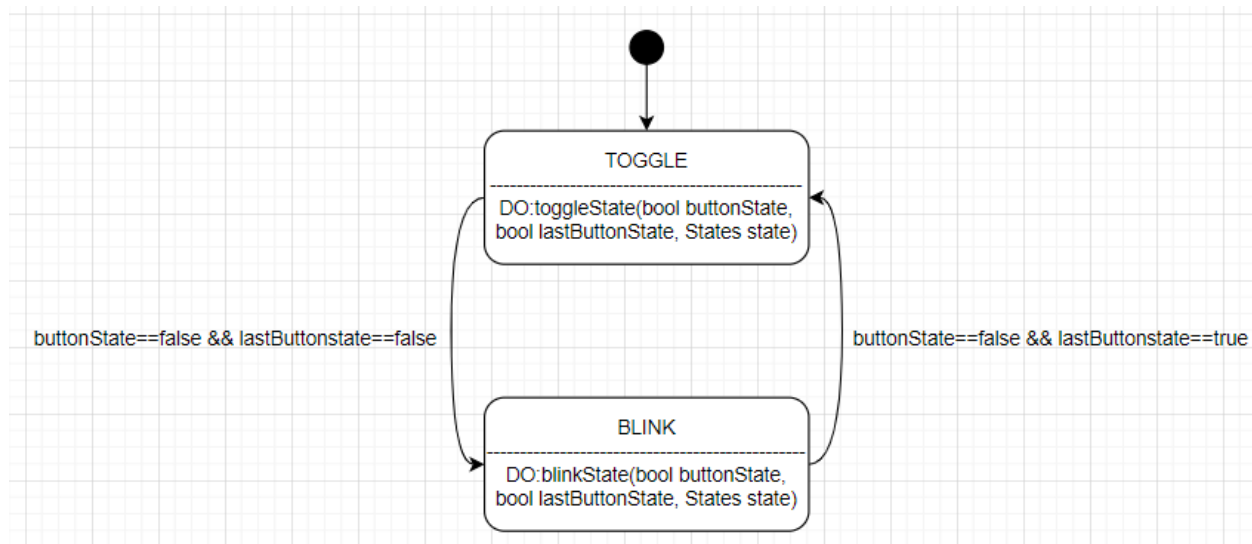 TOGGLE
DO:toggleState(bool buttonState,
bool lastButtonState, States state)
buttonState==false && lastButtonstate==false
buttonState==false && lastButtonstate==true
BLINK
DO:blinkState(bool buttonState,
bool lastButtonState, States state)